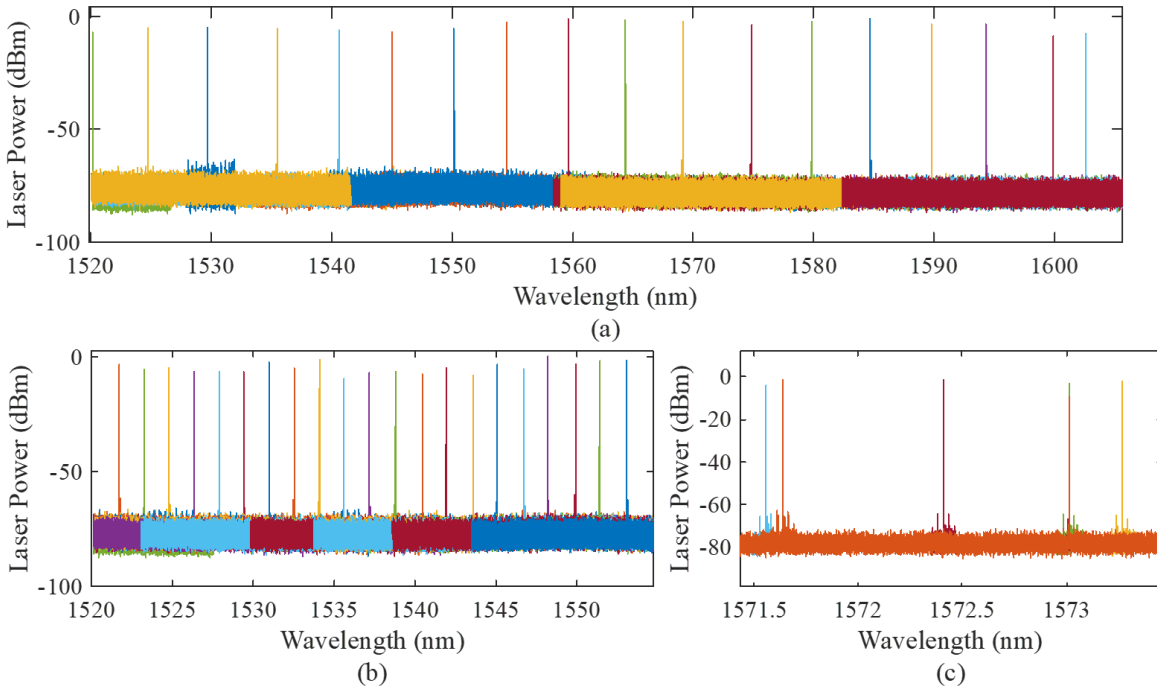 0
-50
-100
Laser Power (dBm)
1520 1530 1540 1550 1560 1570 1580 1590 1600
Wavelength (nm)
(a)
0
-50
-100
Laser Power (dBm)
1520 1525 1530 1535 1540 1545 1550
Wavelength (nm)
(b)
0
-20
-40
-60
-80
Laser Power (dBm)
1571.5 1572 1572.5 1573
Wavelength (nm)
(c)